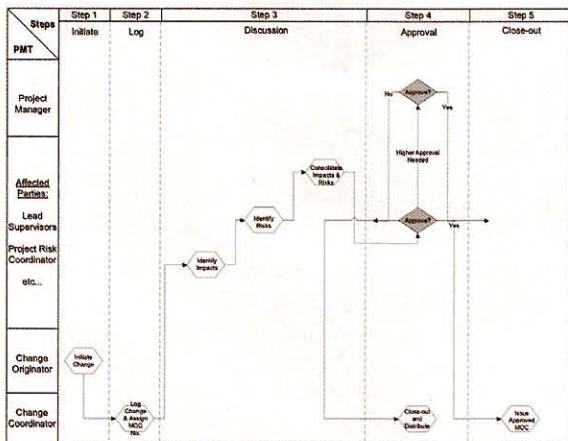 Steps
PMT
Step 1
Step 2
Step 3
Step 4
Step 5
Initiate
Log
Discussion
Approval
Close-out
Project
Manager
No
Approve?
Yes
Higher Approval
Needed
Affected
Parties:
Lead
Supervisors
Project Risk
Coordinator
etc...
Consolidate
Impacts &
Risks
Identify
Risks
Identify
Impacts
Approve?
Yes
Change
Originator
Initiate
Change
Change
Coordinator
Log
Change
& Assign
MOC
No.
Close-out
and
Distribute
Issue
Approved
MOC